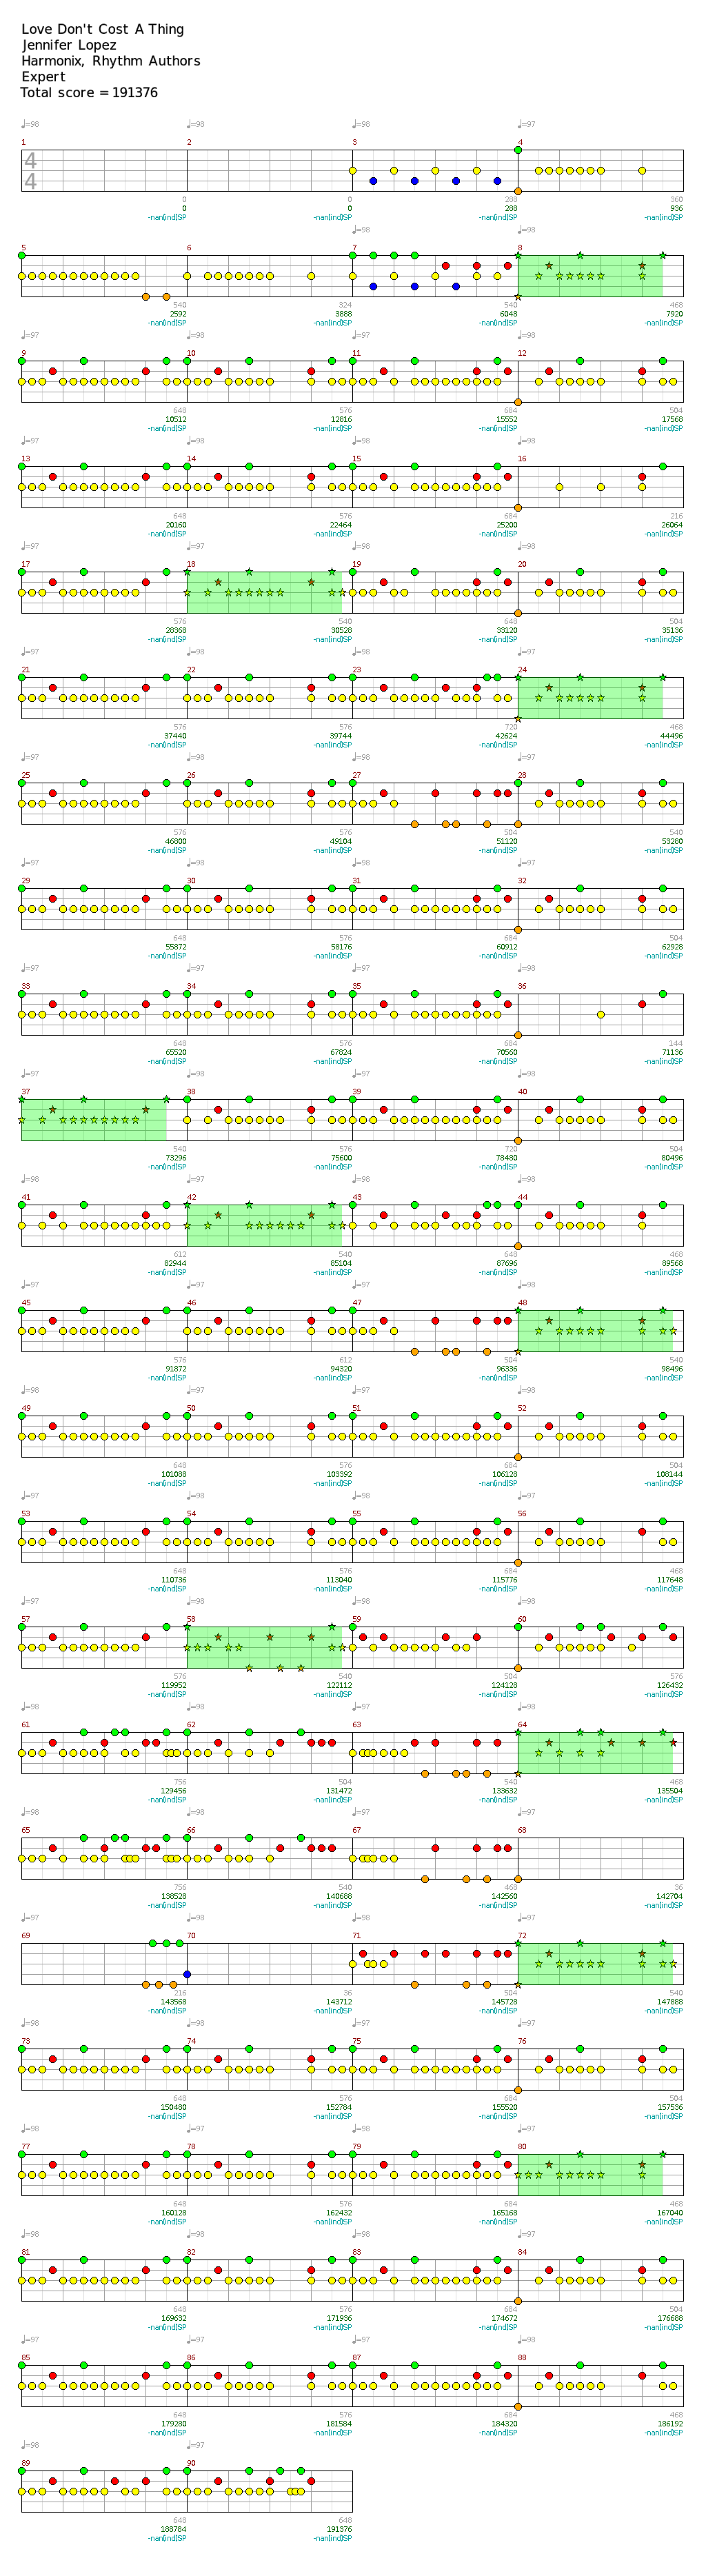 Love Don't Cost A Thing
Jennifer Lopez
Harmonix, Rhythm Authors
Expert
Total score = 191376
♩=98 ♩=98 ♩=98 ♩=97
1 2 3 4
4
4
0 0 288 360
0 0 288 936
-nan(ind)SP -nan(ind)SP -nan(ind)SP -nan(ind)SP
♩=98 ♩=98
5 6 7 8
540 324 540 468
2592 3888 6048 7920
-nan(ind)SP -nan(ind)SP -nan(ind)SP -nan(ind)SP
♩=97 ♩=98 ♩=98
9 10 11 12
648 576 684 504
10512 12816 15552 17568
-nan(ind)SP -nan(ind)SP -nan(ind)SP -nan(ind)SP
♩=97 ♩=98 ♩=98
13 14 15 16
648 576 684 216
20160 22464 25200 26064
-nan(ind)SP -nan(ind)SP -nan(ind)SP -nan(ind)SP
♩=97 ♩=98 ♩=97
17 18 19 20
576 540 648 504
28368 30528 33120 35136
-nan(ind)SP -nan(ind)SP -nan(ind)SP -nan(ind)SP
♩=97 ♩=98 ♩=97
21 22 23 24
576 576 720 468
37440 39744 42624 44496
-nan(ind)SP -nan(ind)SP -nan(ind)SP -nan(ind)SP
♩=97 ♩=98 ♩=97
25 26 27 28
576 576 504 540
46800 49104 51120 53280
-nan(ind)SP -nan(ind)SP -nan(ind)SP -nan(ind)SP
♩=97 ♩=98 ♩=98
29 30 31 32
648 576 684 504
55872 58176 60912 62928
-nan(ind)SP -nan(ind)SP -nan(ind)SP -nan(ind)SP
33 34 35 36
648 576 684 144
65520 67824 70560 71136
-nan(ind)SP -nan(ind)SP -nan(ind)SP -nan(ind)SP
37 38 39 40
540 576 720 504
73296 75600 78480 80496
-nan(ind)SP -nan(ind)SP -nan(ind)SP -nan(ind)SP
41 42 43 44
612 540 648 468
82944 85104 87696 89568
-nan(ind)SP -nan(ind)SP -nan(ind)SP -nan(ind)SP
45 46 47 48
576 612 504 540
91872 94320 96336 98496
-nan(ind)SP -nan(ind)SP -nan(ind)SP -nan(ind)SP
49 50 51 52
648 576 684 504
101088 103392 106128 108144
-nan(ind)SP -nan(ind)SP -nan(ind)SP -nan(ind)SP
53 54 55 56
648 576 684 468
110736 113040 115776 117648
-nan(ind)SP -nan(ind)SP -nan(ind)SP -nan(ind)SP
57 58 59 60
576 540 504 576
119952 122112 124128 126432
-nan(ind)SP -nan(ind)SP -nan(ind)SP -nan(ind)SP
61 62 63 64
756 504 540 468
129456 131472 133632 135504
-nan(ind)SP -nan(ind)SP -nan(ind)SP -nan(ind)SP
65 66 67 68
756 540 468 36
138528 140688 142560 142704
-nan(ind)SP -nan(ind)SP -nan(ind)SP -nan(ind)SP
69 70 71 72
216 36 504 540
143568 143712 145728 147888
-nan(ind)SP -nan(ind)SP -nan(ind)SP -nan(ind)SP
73 74 75 76
648 576 684 504
150480 152784 155520 157536
-nan(ind)SP -nan(ind)SP -nan(ind)SP -nan(ind)SP
77 78 79 80
648 576 684 468
160128 162432 165168 167040
-nan(ind)SP -nan(ind)SP -nan(ind)SP -nan(ind)SP
81 82 83 84
648 576 684 504
169632 171936 174672 176688
-nan(ind)SP -nan(ind)SP -nan(ind)SP -nan(ind)SP
85 86 87 88
648 576 684 468
179280 181584 184320 186192
-nan(ind)SP -nan(ind)SP -nan(ind)SP -nan(ind)SP
♩=98 ♩=97
89 90
648 648
188784 191376
-nan(ind)SP -nan(ind)SP